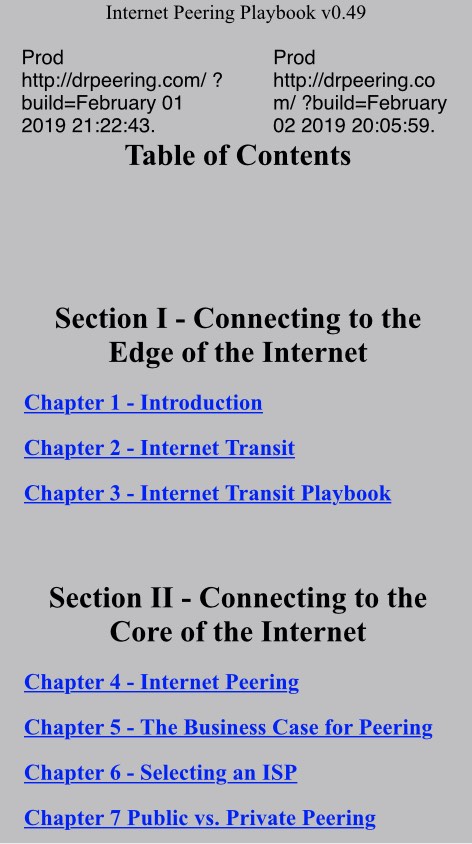 Internet Peering Playbook v0.49
Prod
http://drpeering.com/ ?
build=February 01
2019 21:22:43.
Prod
http://drpeering.co
m/ ?build=February
02 2019 20:05:59.
Table of Contents
Section I - Connecting to the
Edge of the Internet
Chapter 1 - Introduction
Chapter 2 - Internet Transit
Chapter 3 - Internet Transit Playbook
Section II - Connecting to the
Core of the Internet
Chapter 4 - Internet Peering
Chapter 5 - The Business Case for Peering
Chapter 6 - Selecting an ISP
Chapter 7 Public vs. Private Peering